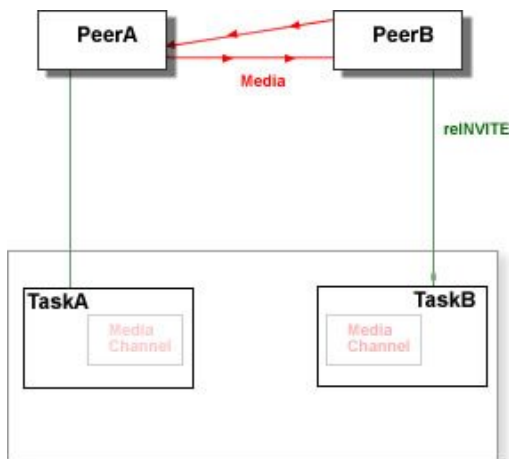 PeerA
PeerB
Media
reINVITE
TaskA
TaskB
Media
Channel
Media
Channel